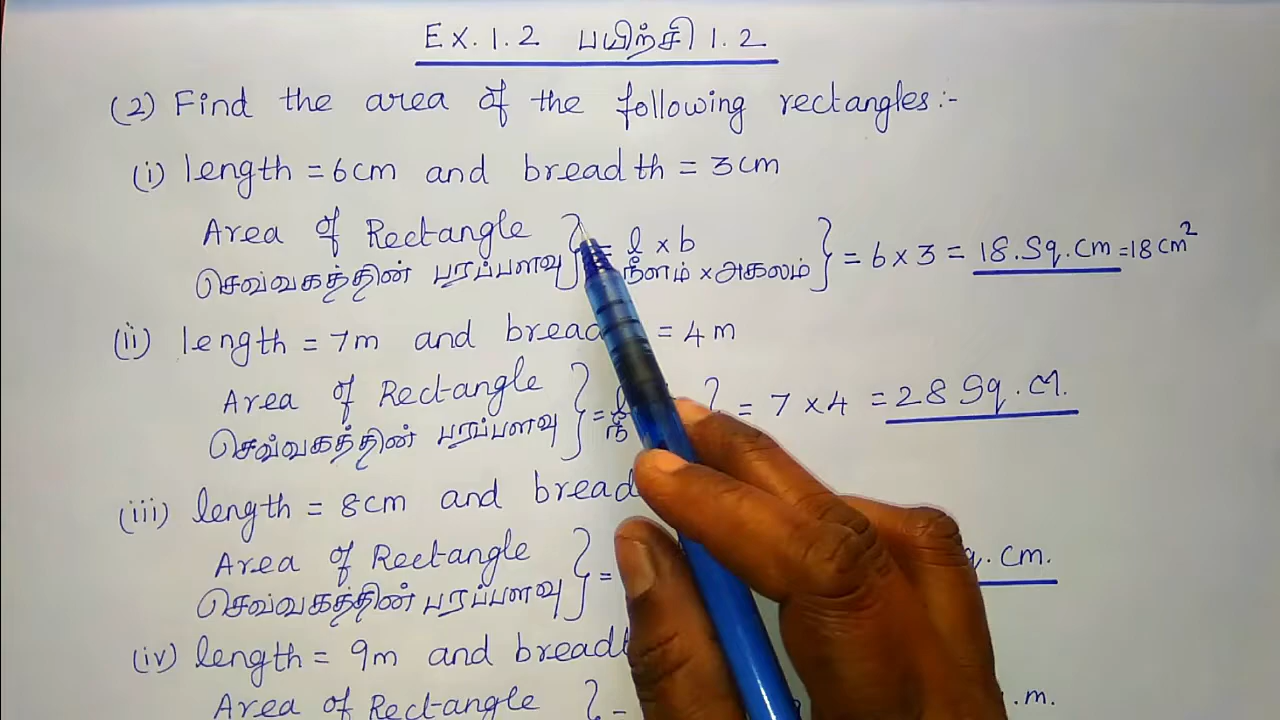 Ex. 1.2 பயிற்சி 1.2
(2) Find the area of the following rectangles:-
(i) length = 6cm and breadth = 3cm
Area of Rectangle } = l × b } = 6 × 3 = 18.Sq.cm = 18cm²
செவ்வகத்தின் பரப்பளவு நீளம் × அகலம்
(ii) length = 7m and = 4m
Area of Rectangle } = } = 7 × 4 = 28 Sq.m.
செவ்வகத்தின் பரப்பளவு
(iii) length = 8cm and
Area of Rectangle } = cm.
செவ்வகத்தின் பரப்பளவு
(iv) length = 9m and
Area of Rectangle .m.